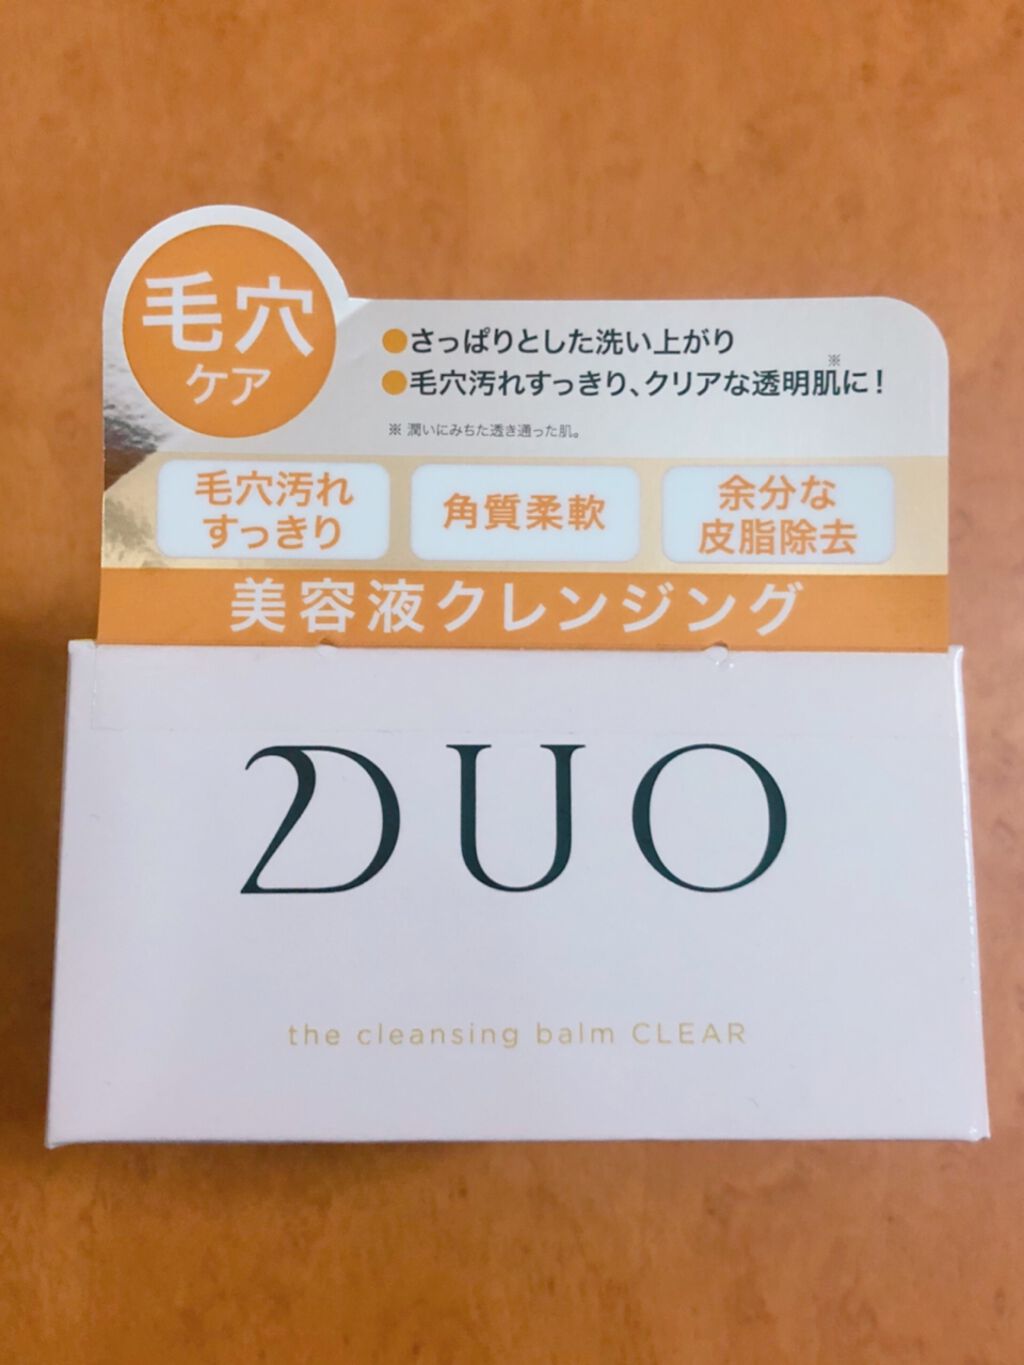 毛穴
ケア
●さっぱりとした洗い上がり
●毛穴汚れすっきり、クリアな透明肌※に！
※ 潤いにみちた透き通った肌。
毛穴汚れ
すっきり
角質柔軟
余分な
皮脂除去
美容液クレンジング
DUO
the cleansing balm CLEAR